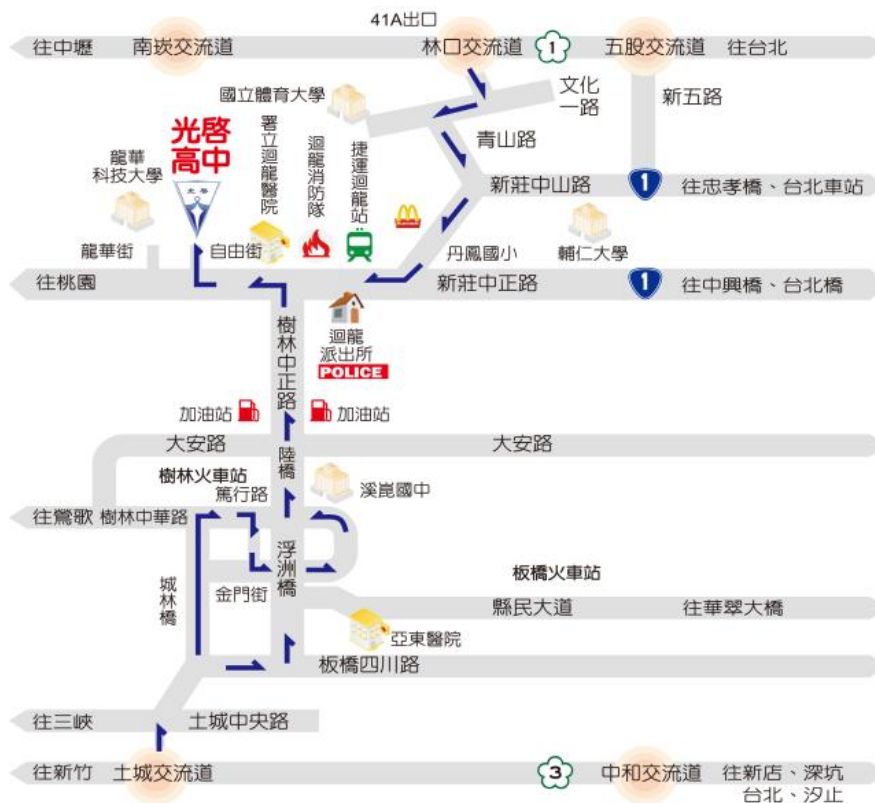 41A出口
往中壢
南崁交流道
林口交流道
1
五股交流道
往台北
國立體育大學
文化
一路
新五路
光啓
高中
署立迴龍醫院
迴龍消防隊
捷運迴龍站
青山路
龍華
科技大學
新莊中山路
1
往忠孝橋、台北車站
龍華街
自由街
丹鳳國小
輔仁大學
往桃園
新莊中正路
1
往中興橋、台北橋
樹林中正路
迴龍
派出所
POLICE
加油站
加油站
大安路
大安路
陸橋
樹林火車站
篤行路
溪崑國中
往鶯歌
樹林中華路
浮洲橋
城林橋
金門街
板橋火車站
縣民大道
往華翠大橋
亞東醫院
板橋四川路
往三峽
土城中央路
往新竹
土城交流道
3
中和交流道
往新店、深坑
台北、汐止